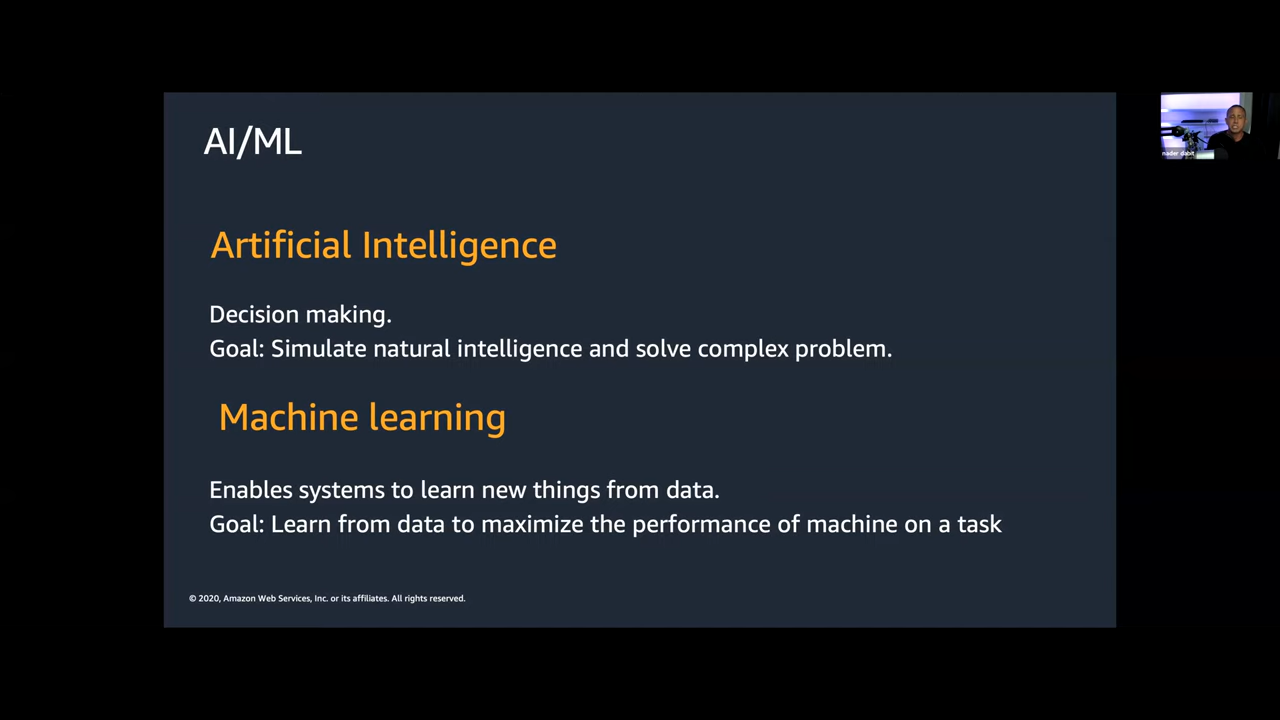 AI/ML
nader dabit
Artificial Intelligence
Decision making.
Goal: Simulate natural intelligence and solve complex problem.
Machine learning
Enables systems to learn new things from data.
Goal: Learn from data to maximize the performance of machine on a task
© 2020, Amazon Web Services, Inc. or its affiliates. All rights reserved.